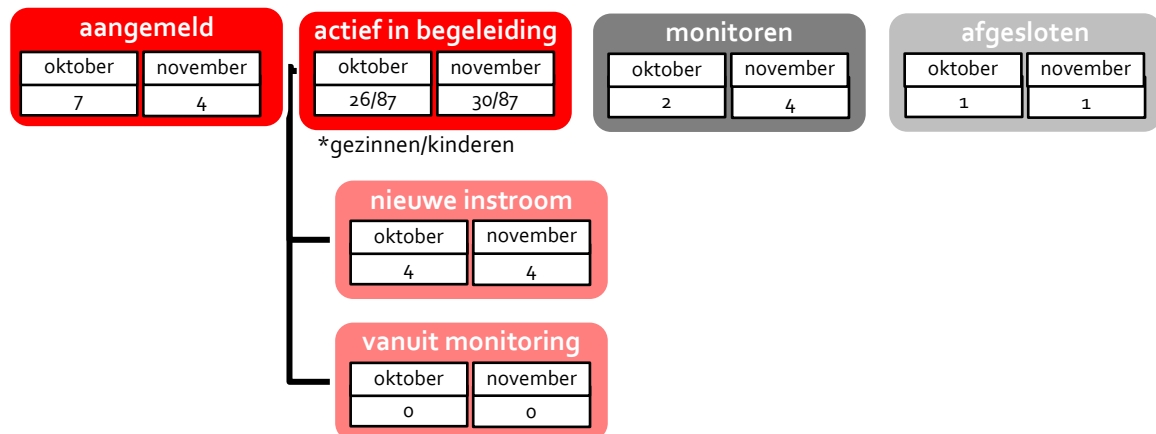 aangemeld
oktober november
7 4
actief in begeleiding
oktober november
26/87 30/87
*gezinnen/kinderen
monitoren
oktober november
2 4
afgesloten
oktober november
1 1
nieuwe instroom
oktober november
4 4
vanuit monitoring
oktober november
0 0